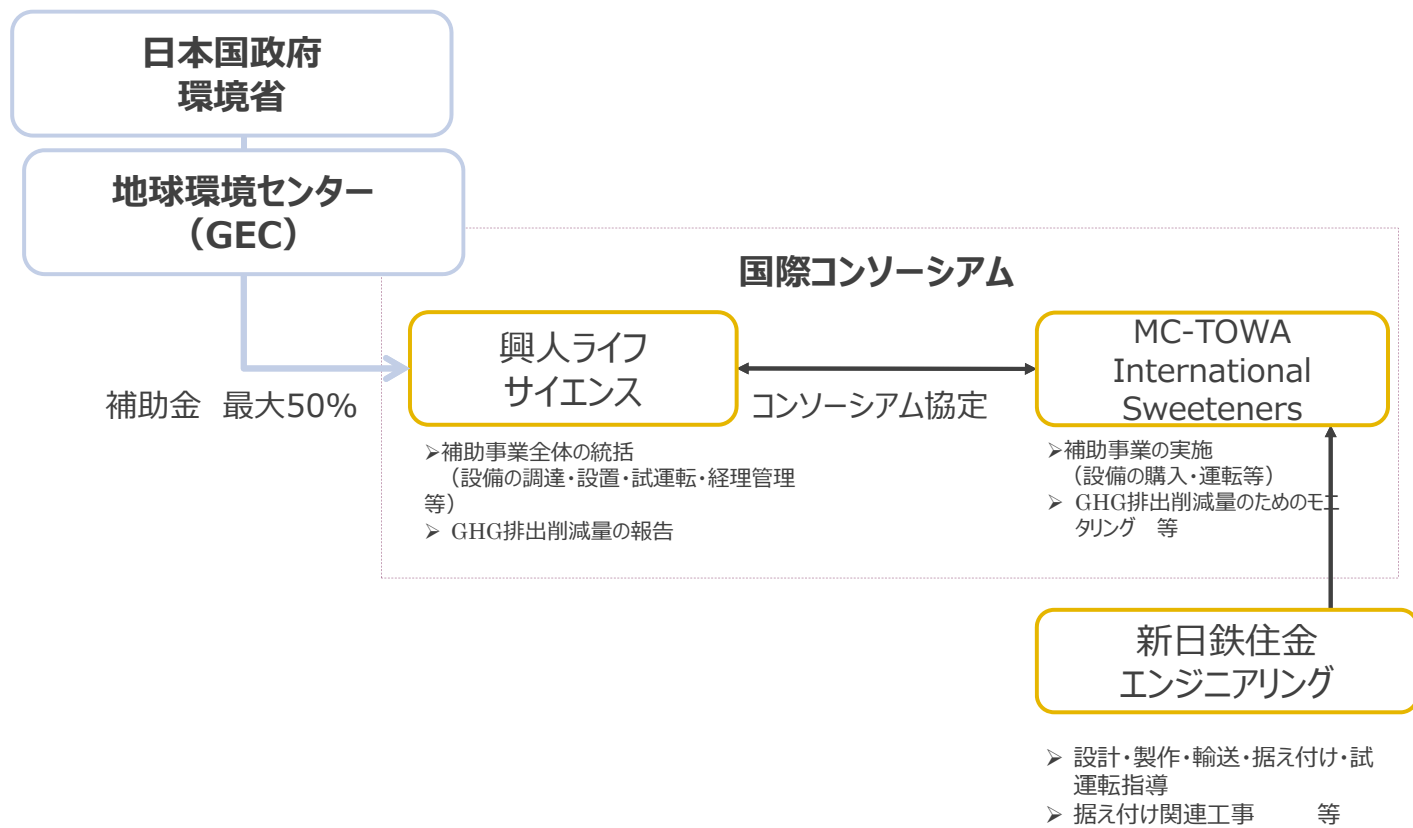 日本国政府
環境省
地球環境センター
（GEC）
国際コンソーシアム
興人ライフ
サイエンス
MC-TOWA
International
Sweeteners
補助金 最大50%
コンソーシアム協定
➢補助事業全体の統括
（設備の調達・設置・試運転・経理管理
等）
➢ GHG排出削減量の報告
➢補助事業の実施
（設備の購入・運転等）
➢ GHG排出削減量のためのモニ
タリング 等
新日鉄住金
エンジニアリング
➢ 設計・製作・輸送・据え付け・試
運転指導
➢ 据え付け関連工事 等